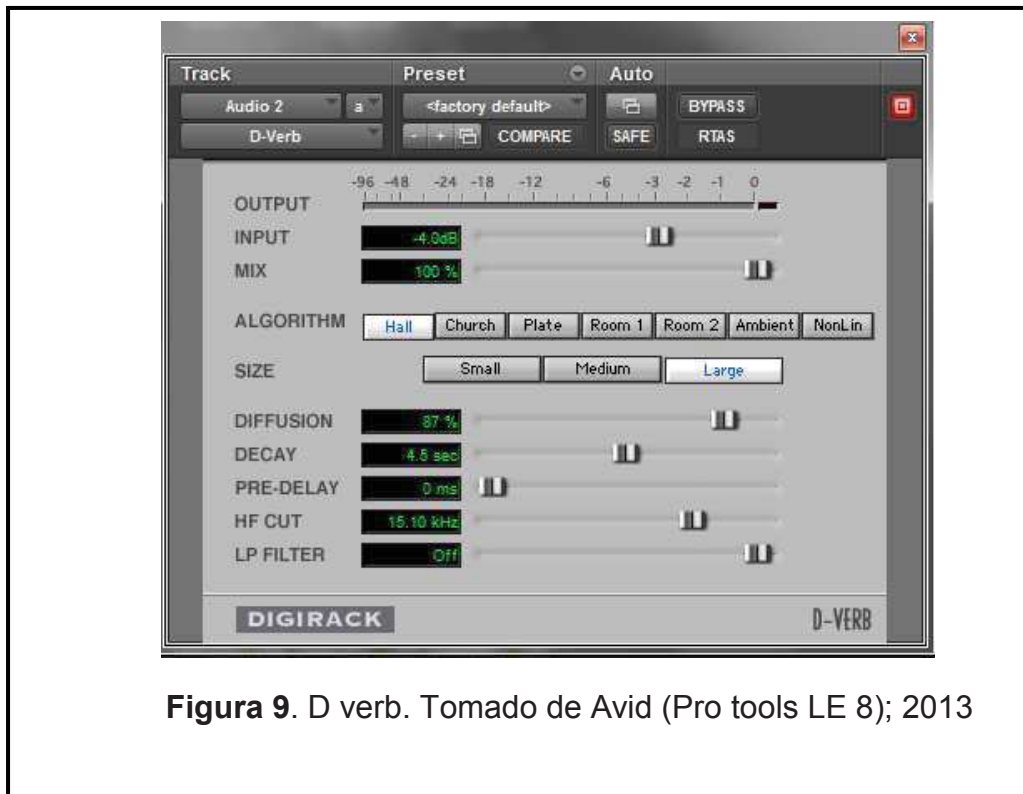 Track Preset Auto
Audio 2 a <factory default> BYPASS
D-Verb - + COMPARE SAFE RTAS
-96 -48 -24 -18 -12 -6 -3 -2 -1 0
OUTPUT
INPUT -4.0dB
MIX 100 %
ALGORITHM Hall Church Plate Room 1 Room 2 Ambient NonLin
SIZE Small Medium Large
DIFFUSION 87 %
DECAY 4.5 sec
PRE-DELAY 0 ms
HF CUT 15.10 kHz
LP FILTER Off
DIGIRACK D-VERB
Figura 9. D verb. Tomado de Avid (Pro tools LE 8); 2013